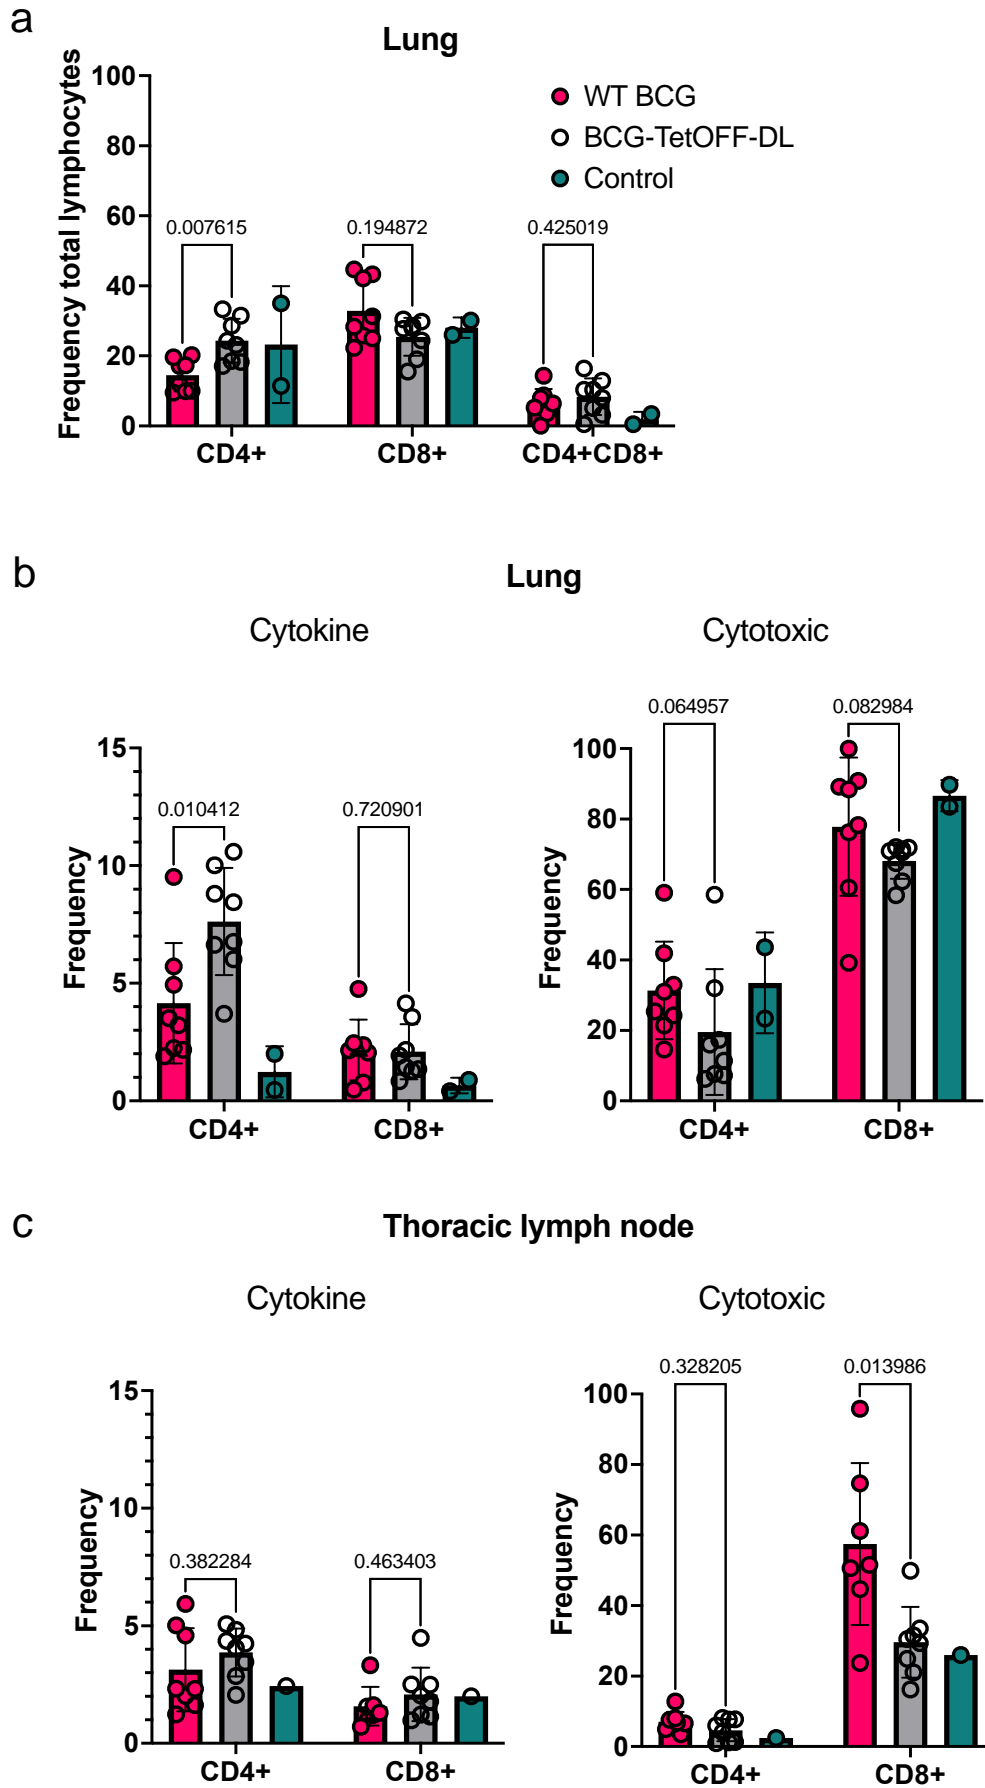 a
Lung
Frequency total lymphocytes
100
80
60
40
20
0
WT BCG
BCG-TetOFF-DL
Control
0.007615
0.194872
0.425019
CD4+
CD8+
CD4+CD8+
b
Lung
Cytokine
Frequency
15
10
5
0
0.010412
0.720901
CD4+
CD8+
Cytotoxic
Frequency
100
80
60
40
20
0
0.064957
0.082984
CD4+
CD8+
c
Thoracic lymph node
Cytokine
Frequency
15
10
5
0
0.382284
0.463403
CD4+
CD8+
Cytotoxic
Frequency
100
80
60
40
20
0
0.328205
0.013986
CD4+
CD8+